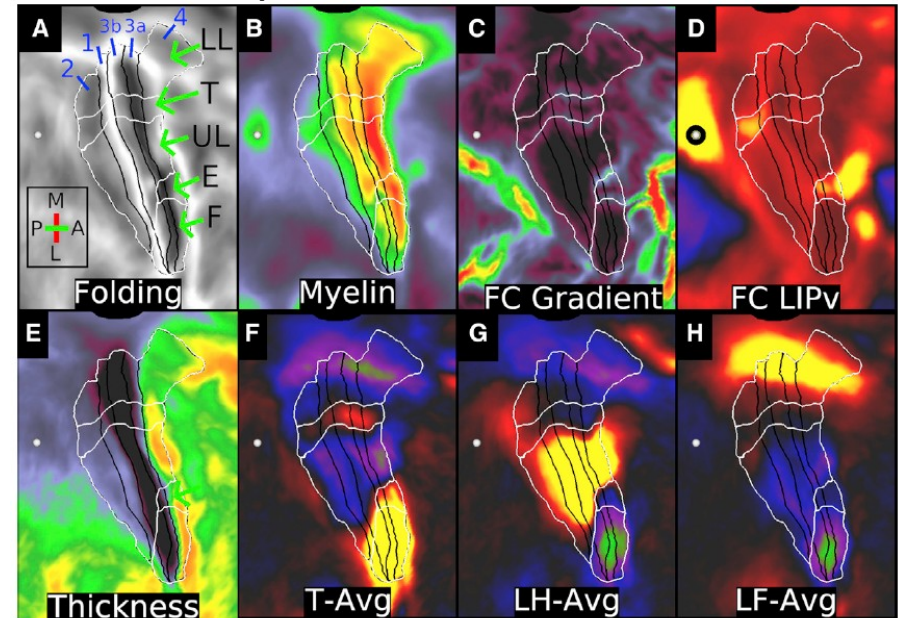 A
4
3b 3a
1
2
LL
T
UL
E
F
M
P A
L
Folding
B
Myelin
C
FC Gradient
D
FC LIPv
E
Thickness
F
T-Avg
G
LH-Avg
H
LF-Avg